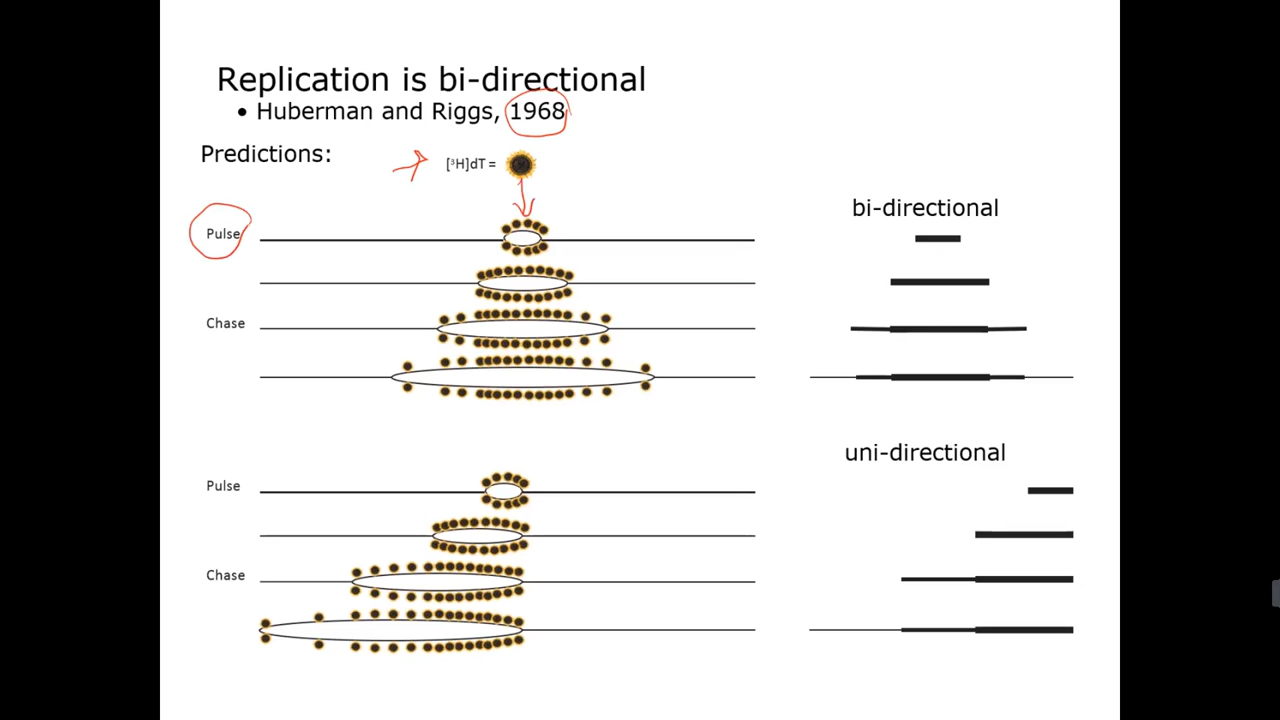 Replication is bi-directional
• Huberman and Riggs, 1968
Predictions:
[³H]dT =
bi-directional
Pulse
Chase
uni-directional
Pulse
Chase